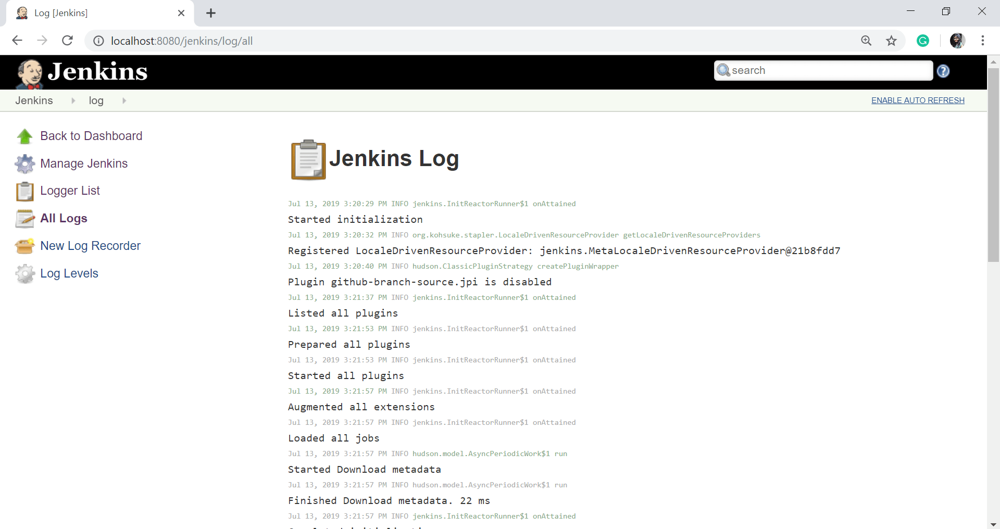 Log [Jenkins]
localhost:8080/jenkins/log/all
Jenkins
search
Jenkins log
ENABLE AUTO REFRESH
Back to Dashboard
Manage Jenkins
Logger List
All Logs
New Log Recorder
Log Levels
Jenkins Log
Jul 13, 2019 3:20:29 PM INFO jenkins.InitReactorRunner$1 onAttained
Started initialization
Jul 13, 2019 3:20:32 PM INFO org.kohsuke.stapler.LocaleDrivenResourceProvider getLocaleDrivenResourceProviders
Registered LocaleDrivenResourceProvider: jenkins.MetaLocaleDrivenResourceProvider@21b8fdd7
Jul 13, 2019 3:20:40 PM INFO hudson.ClassicPluginStrategy createPluginWrapper
Plugin github-branch-source.jpi is disabled
Jul 13, 2019 3:21:37 PM INFO jenkins.InitReactorRunner$1 onAttained
Listed all plugins
Jul 13, 2019 3:21:53 PM INFO jenkins.InitReactorRunner$1 onAttained
Prepared all plugins
Jul 13, 2019 3:21:53 PM INFO jenkins.InitReactorRunner$1 onAttained
Started all plugins
Jul 13, 2019 3:21:57 PM INFO jenkins.InitReactorRunner$1 onAttained
Augmented all extensions
Jul 13, 2019 3:21:57 PM INFO jenkins.InitReactorRunner$1 onAttained
Loaded all jobs
Jul 13, 2019 3:21:57 PM INFO hudson.model.AsyncPeriodicWork$1 run
Started Download metadata
Jul 13, 2019 3:21:57 PM INFO hudson.model.AsyncPeriodicWork$1 run
Finished Download metadata. 22 ms
Jul 13, 2019 3:21:57 PM INFO jenkins.InitReactorRunner$1 onAttained